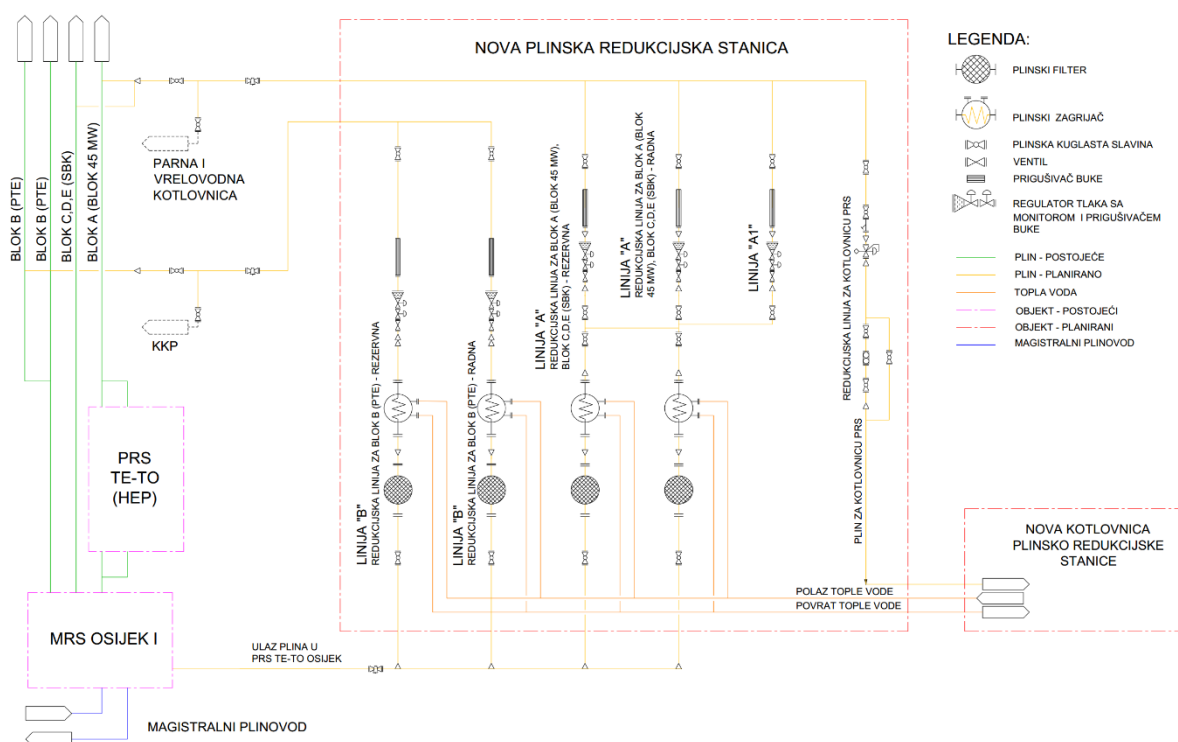 NOVA PLINSKA REDUKCIJSKA STANICA
LEGENDA:
PLINSKI FILTER
PLINSKI ZAGRIJAČ
PLINSKA KUGLASTA SLAVINA
VENTIL
PRIGUŠIVAČ BUKE
REGULATOR TLAKA SA
MONITOROM I PRIGUŠIVAČEM
BUKE
PLIN - POSTOJEĆE
PLIN - PLANIRANO
TOPLA VODA
OBJEKT - POSTOJEĆI
OBJEKT - PLANIRANI
MAGISTRALNI PLINOVOD
BLOK B (PTE)
BLOK B (PTE)
BLOK C,D,E (SBK)
BLOK A (BLOK 45 MW)
PARNA I
VRELOVODNA
KOTLOVNICA
KKP
PRS
TE-TO
(HEP)
MRS OSIJEK I
MAGISTRALNI PLINOVOD
ULAZ PLINA U
PRS TE-TO OSIJEK
LINIJA "B"
REDUKCIJSKA LINIJA ZA BLOK B (PTE) - REZERVNA
LINIJA "B"
REDUKCIJSKA LINIJA ZA BLOK B (PTE) - RADNA
LINIJA "A"
REDUKCIJSKA LINIJA ZA BLOK A (BLOK 45 MW),
BLOK C,D,E (SBK) - REZERVNA
LINIJA "A"
REDUKCIJSKA LINIJA ZA BLOK A (BLOK
45 MW), BLOK C,D,E (SBK) - RADNA
LINIJA "A1"
REDUKCIJSKA LINIJA ZA KOTLOVNICU PRS
PLIN ZA KOTLOVNICU PRS
POLAZ TOPLE VODE
POVRAT TOPLE VODE
NOVA KOTLOVNICA
PLINSKO REDUKCIJSKE
STANICE